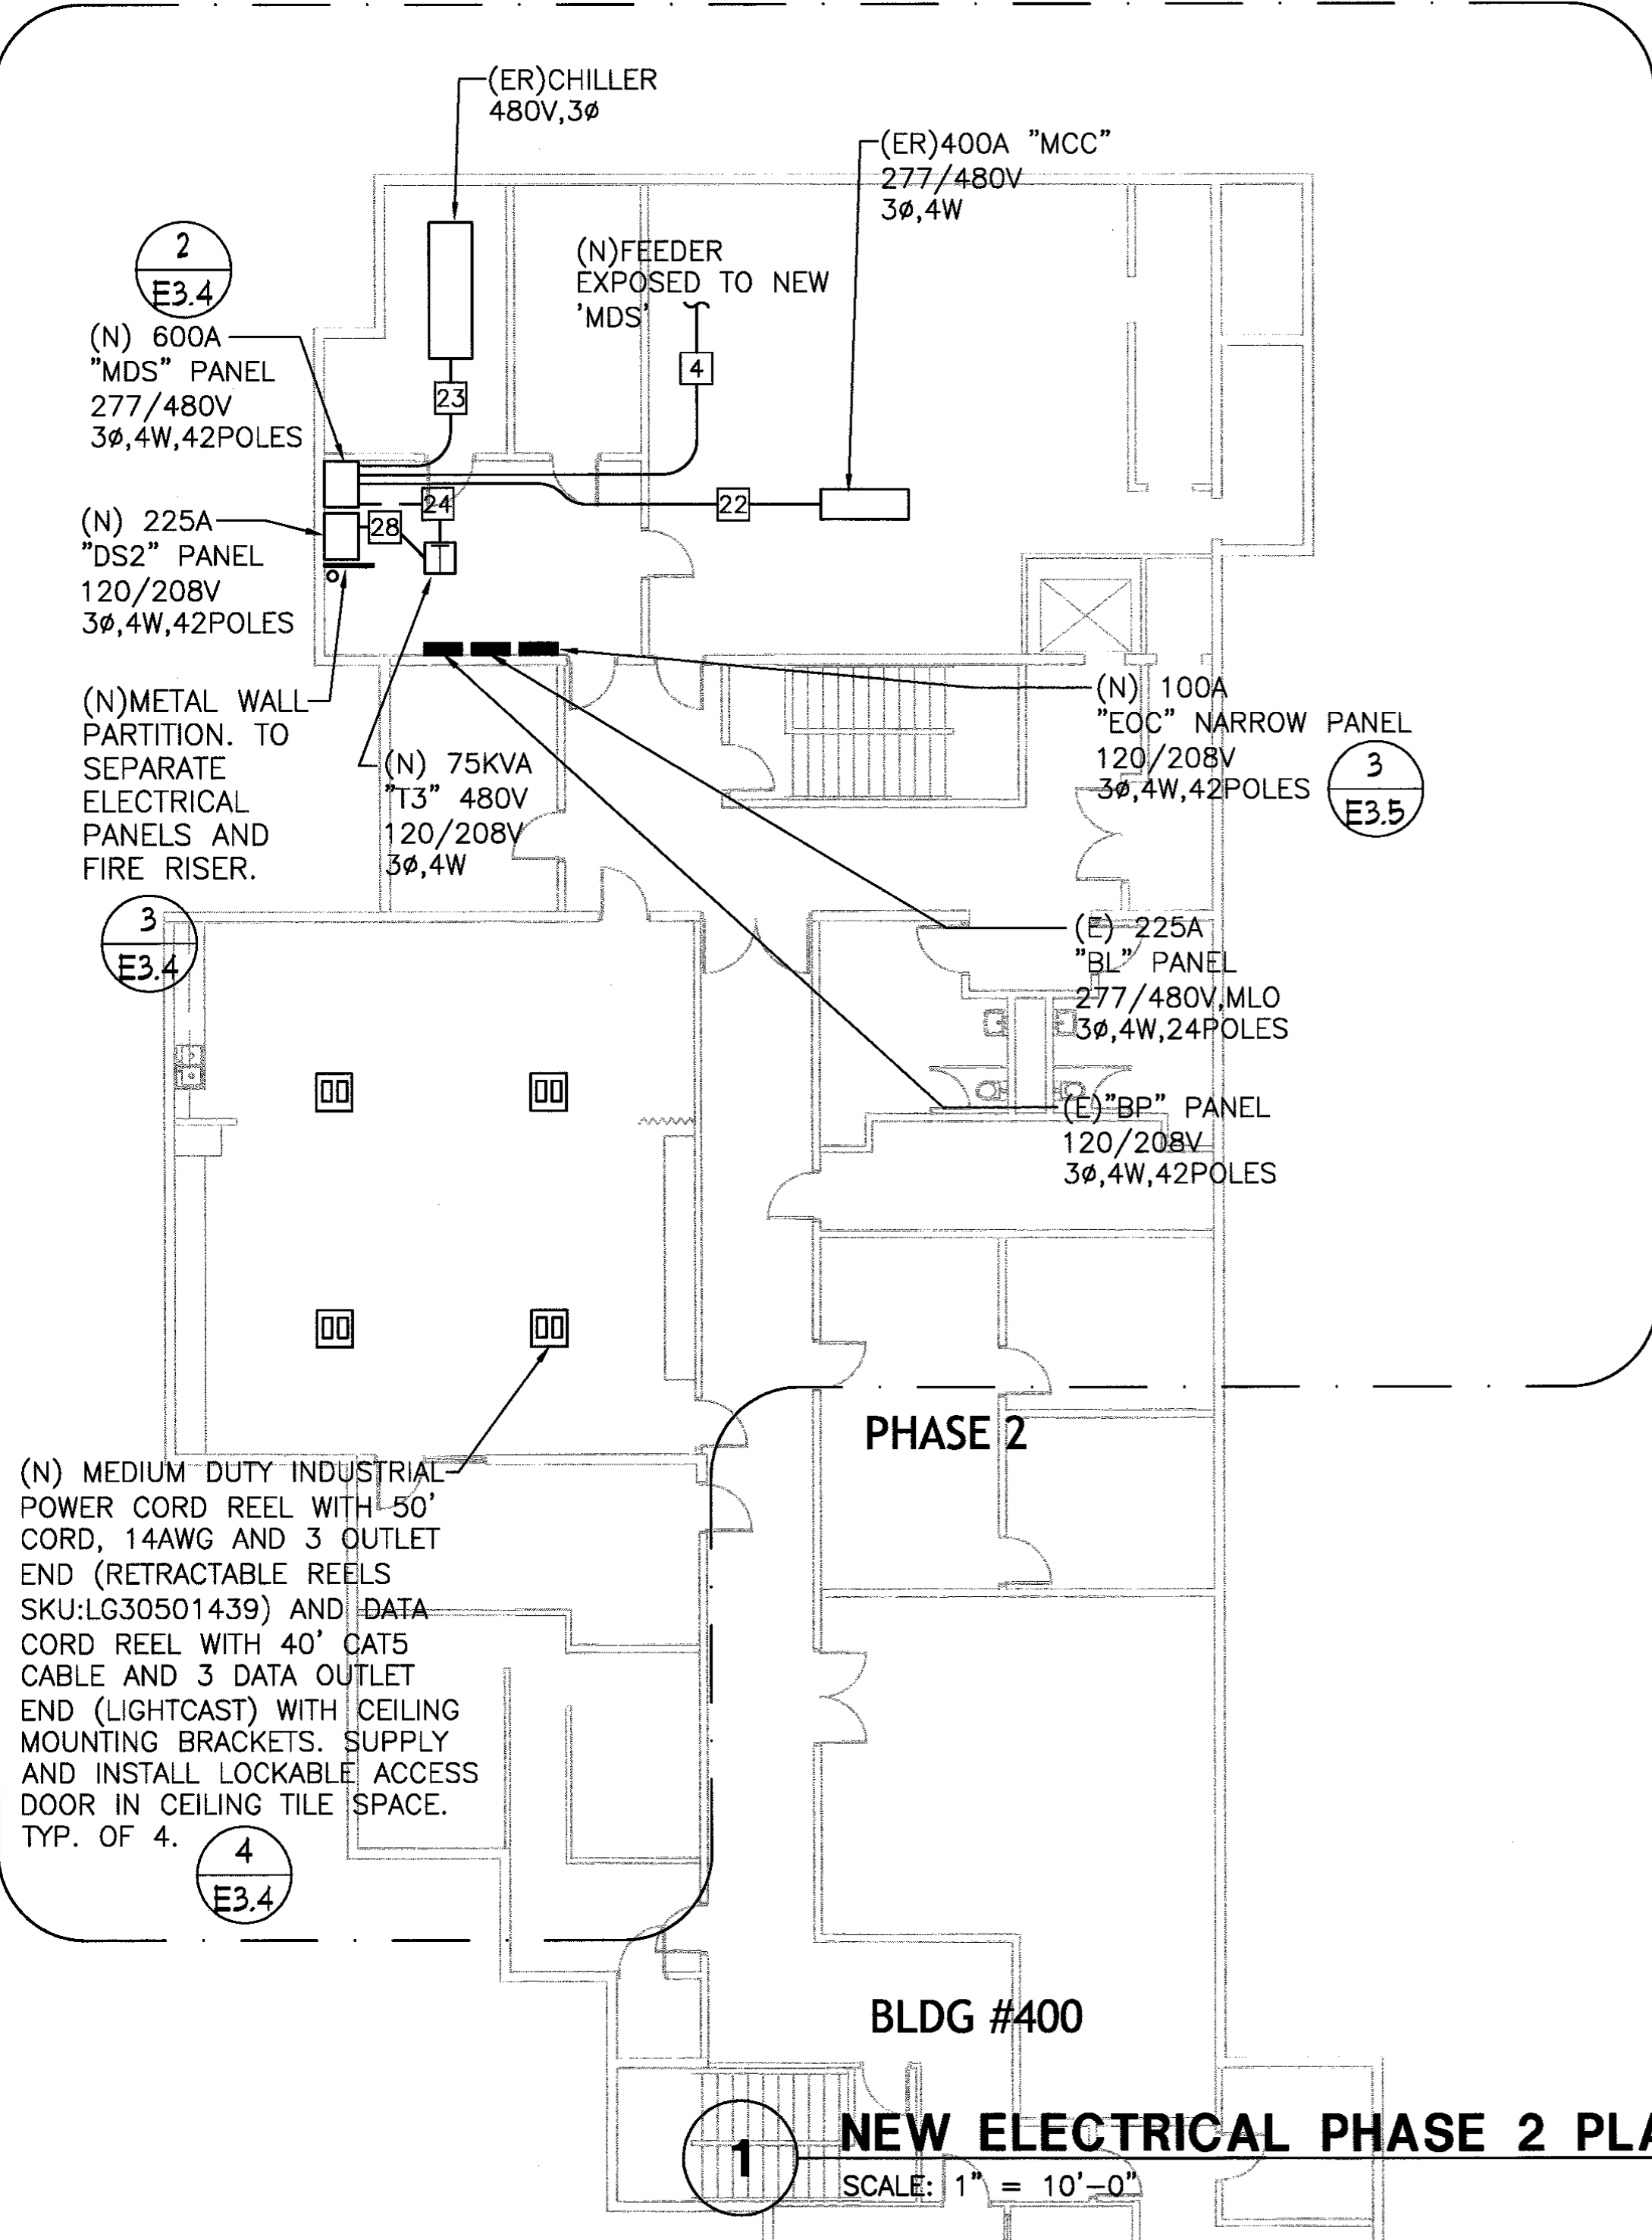 (ER)CHILLER
480V,3ø
(ER)400A "MCC"
277/480V
3ø,4W
2
E3.4
(N)FEEDER
EXPOSED TO NEW
'MDS'
(N) 600A
"MDS" PANEL
277/480V
3ø,4W,42POLES
4
23
24
22
28
(N) 225A
"DS2" PANEL
120/208V
3ø,4W,42POLES
(N)METAL WALL
PARTITION. TO
SEPARATE
ELECTRICAL
PANELS AND
FIRE RISER.
3
E3.4
(N) 75KVA
"T3" 480V
120/208V
3ø,4W
(N) 100A
"EOC" NARROW PANEL
120/208V
3ø,4W,42POLES
3
E3.5
(E) 225A
"BL" PANEL
277/480V,MLO
3ø,4W,24POLES
(E)"BP" PANEL
120/208V
3ø,4W,42POLES
PHASE 2
(N) MEDIUM DUTY INDUSTRIAL
POWER CORD REEL WITH 50'
CORD, 14AWG AND 3 OUTLET
END (RETRACTABLE REELS
SKU:LG30501439) AND DATA
CORD REEL WITH 40' CAT5
CABLE AND 3 DATA OUTLET
END (LIGHTCAST) WITH CEILING
MOUNTING BRACKETS. SUPPLY
AND INSTALL LOCKABLE ACCESS
DOOR IN CEILING TILE SPACE.
TYP. OF 4.
4
E3.4
BLDG #400
1
NEW ELECTRICAL PHASE 2 PLA
SCALE: 1" = 10'-0"